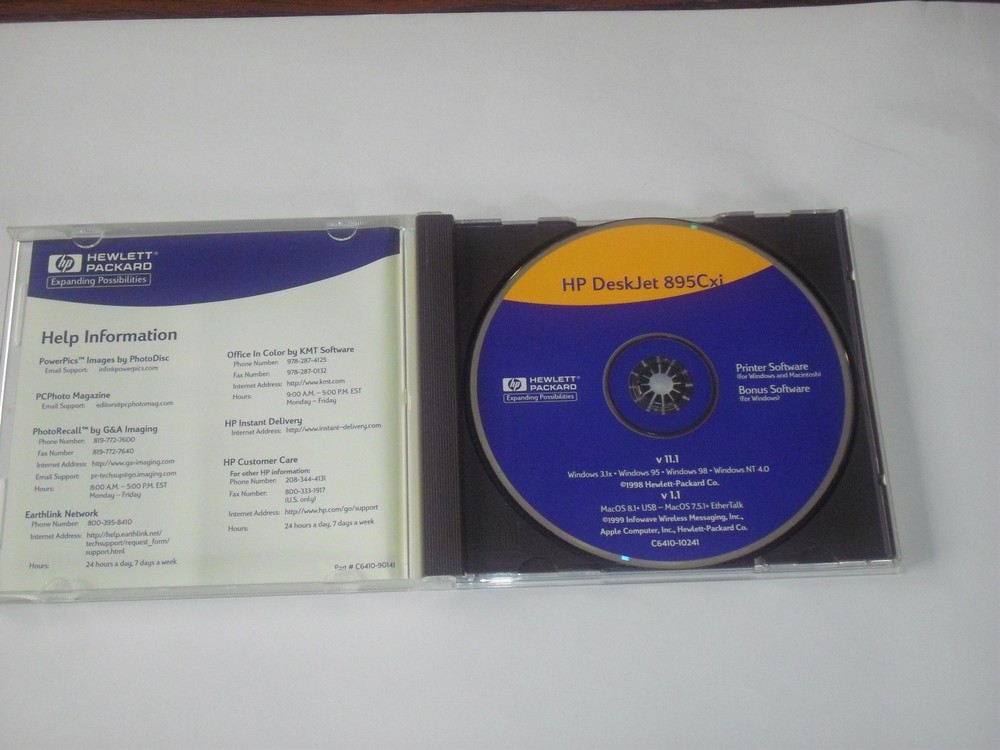 hp HEWLETT®
PACKARD
Expanding Possibilities
Help Information
PowerPics™ Images by PhotoDisc
Email Support: info@powerpics.com
PCPhoto Magazine
Email Support: editors@pcphotomag.com
PhotoRecall™ by G&A Imaging
Phone Number: 819-772-7600
Fax Number 819-772-7640
Internet Address: http://www.ga-imaging.com
Email Support: pr-techsup@ga.imaging.com
Hours: 8:00 A.M. – 5:00 P.M. EST
Monday – Friday
Earthlink Network
Phone Number: 800-395-8410
Internet Address: http://help.earthlink.net/
techsupport/request_form/
support.html
Hours: 24 hours a day, 7 days a week
Office In Color by KMT Software
Phone Number: 978-287-4125
Fax Number: 978-287-0132
Internet Address: http://www.kmt.com
Hours: 9:00 A.M. – 5:00 P.M. EST
Monday – Friday
HP Instant Delivery
Internet Address: http://www.instant-delivery.com
HP Customer Care
For other HP information:
Phone Number: 208-344-4131
Fax Number: 800-333-1917
(U.S. only)
Internet Address: http://www.hp.com/go/support
Hours: 24 hours a day, 7 days a week
Part # C6410-90141
HP DeskJet 895Cxi
hp HEWLETT®
PACKARD
Expanding Possibilities
Printer Software
(for Windows and Macintosh)
Bonus Software
(for Windows)
v 11.1
Windows 3.1x • Windows 95 • Windows 98 • Windows NT 4.0
©1998 Hewlett-Packard Co.
v 1.1
MacOS 8.1+ USB – MacOS 7.5.1+ EtherTalk
©1999 Infowave Wireless Messaging, Inc.,
Apple Computer, Inc., Hewlett-Packard Co.
C6410-10241